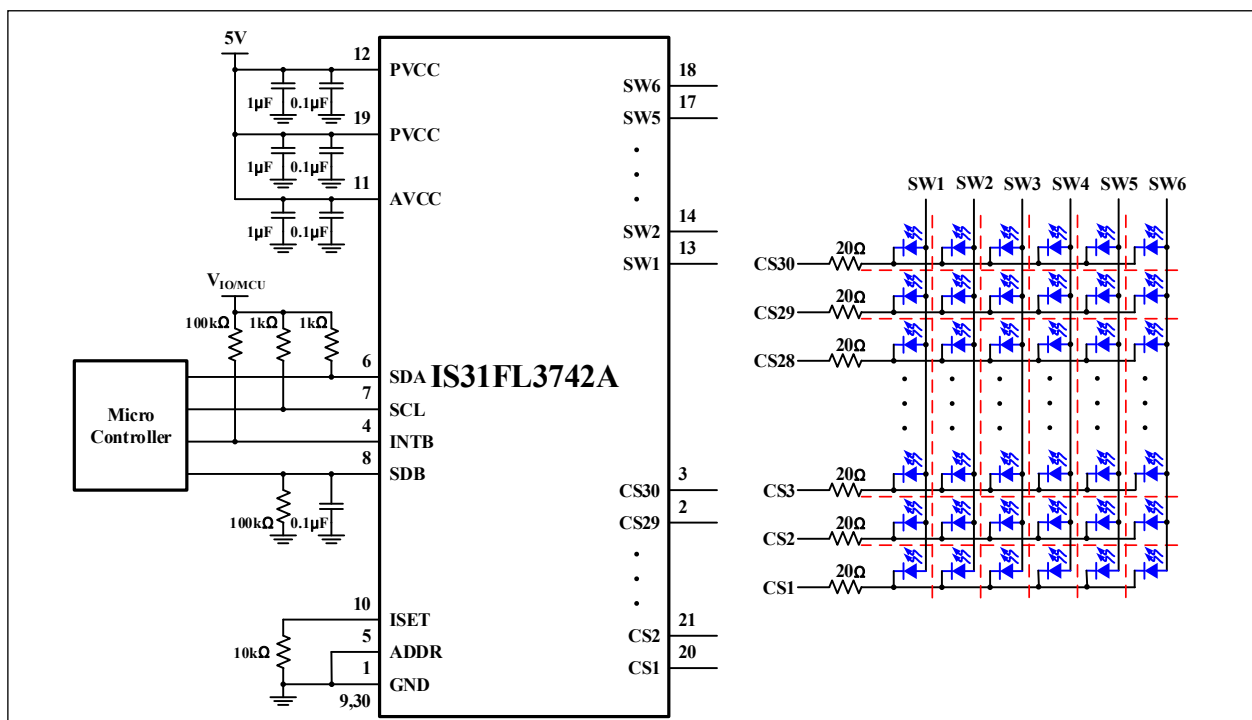 5V
12
PVCC
1µF
0.1µF
19
PVCC
1µF
0.1µF
11
AVCC
1µF
0.1µF
V_IO/MCU
100kΩ
1kΩ
1kΩ
Micro
Controller
6
SDA
7
SCL
4
INTB
8
SDB
100kΩ
0.1µF
10
ISET
5
ADDR
1
GND
9,30
10kΩ
IS31FL3742A
18
SW6
17
SW5
14
SW2
13
SW1
3
CS30
2
CS29
21
CS2
20
CS1
SW1 SW2 SW3 SW4 SW5 SW6
CS30 20Ω
CS29 20Ω
CS28 20Ω
CS3 20Ω
CS2 20Ω
CS1 20Ω